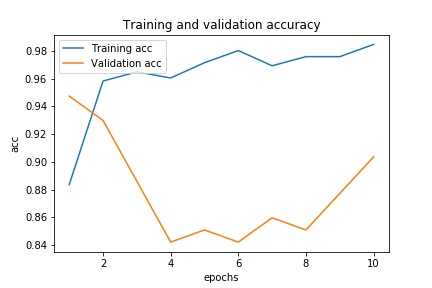 Training and validation accuracy
Training acc
Validation acc
acc
0.98
0.96
0.94
0.92
0.90
0.88
0.86
0.84
2 4 6 8 10
epochs